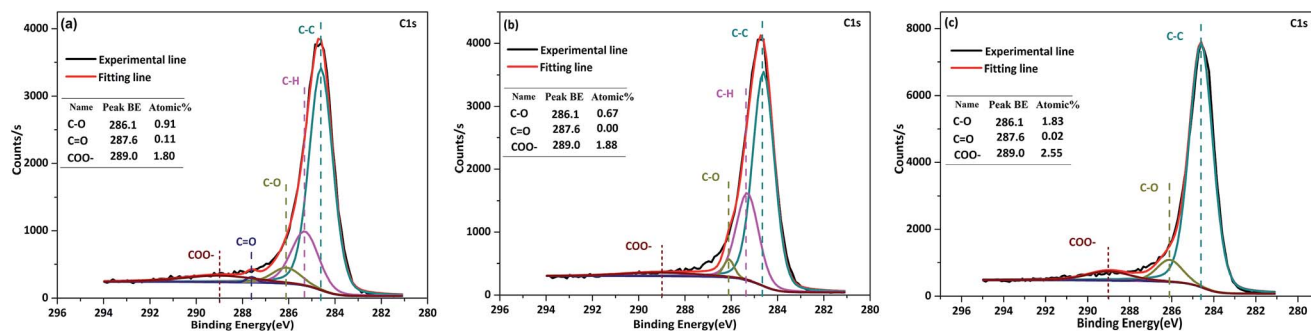 (a)
C1s
C-C
Experimental line
Fitting line
C-H
Name Peak BE Atomic%
C-O 286.1 0.91
C=O 287.6 0.11
COO- 289.0 1.80
C-O
COO-
C=O
Counts/s
4000
3000
2000
1000
0
294 292 290 288 286 284 282 280
Binding Energy(eV)
(b)
C1s
C-C
Experimental line
Fitting line
C-H
Name Peak BE Atomic%
C-O 286.1 0.67
C=O 287.6 0.00
COO- 289.0 1.88
C-O
COO-
Counts/s
4000
3000
2000
1000
0
294 292 290 288 286 284 282 280
Binding Energy(eV)
(c)
C1s
C-C
Experimental line
Fitting line
Name Peak BE Atomic%
C-O 286.1 1.83
C=O 287.6 0.02
COO- 289.0 2.55
C-O
COO-
Counts/s
8000
6000
4000
2000
0
296 294 292 290 288 286 284 282 280
Binding Energy(eV)